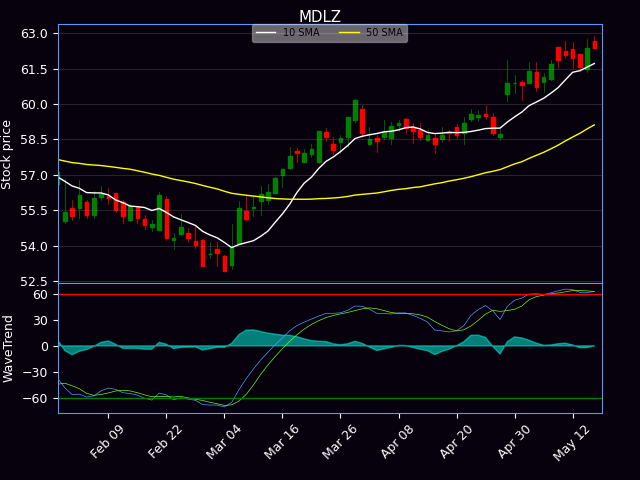 MDLZ
10 SMA
50 SMA
Stock price
63.0
61.5
60.0
58.5
57.0
55.5
54.0
52.5
WaveTrend
60
30
0
−30
−60
Feb 09
Feb 22
Mar 04
Mar 16
Mar 26
Apr 08
Apr 20
Apr 30
May 12